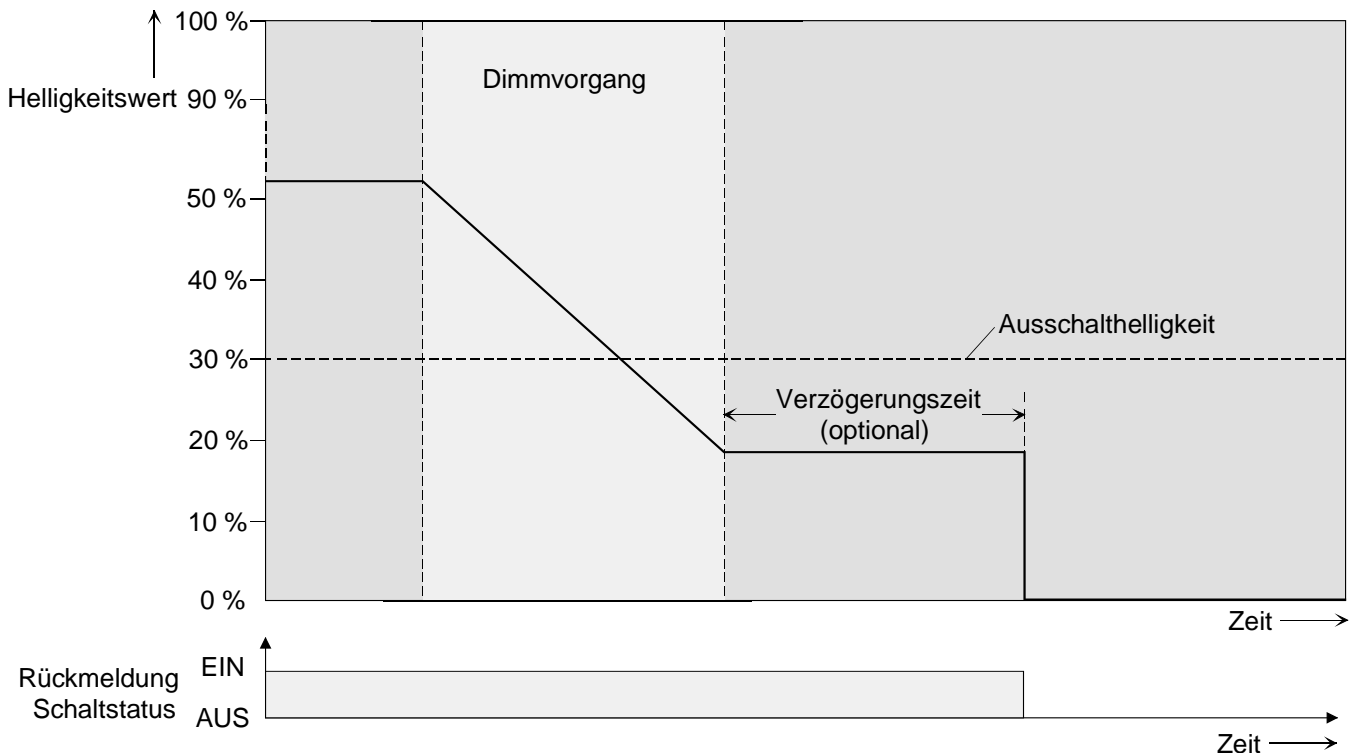 100 %
Dimmvorgang
Helligkeitswert 90 %
50 %
40 %
Ausschalthelligkeit
30 %
Verzögerungszeit
(optional)
20 %
10 %
0 %
Zeit
EIN
Rückmeldung
Schaltstatus
AUS
Zeit